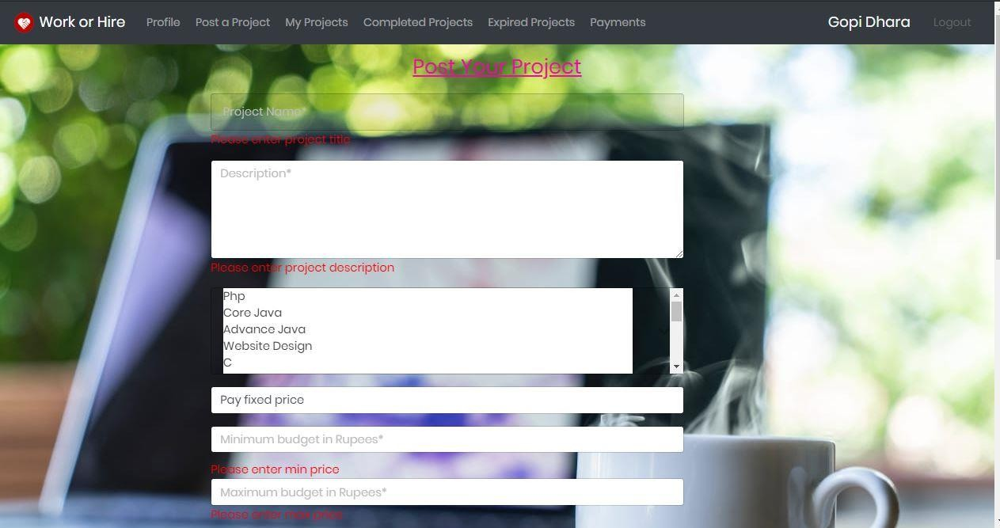 Work or Hire Profile Post a Project My Projects Completed Projects Expired Projects Payments Gopi Dhara Logout
Post Your Project
Project Name*
Please enter project title
Description*
Please enter project description
Php
Core Java
Advance Java
Website Design
C
Pay fixed price
Minimum budget in Rupees*
Please enter min price
Maximum budget in Rupees*
Please enter max price